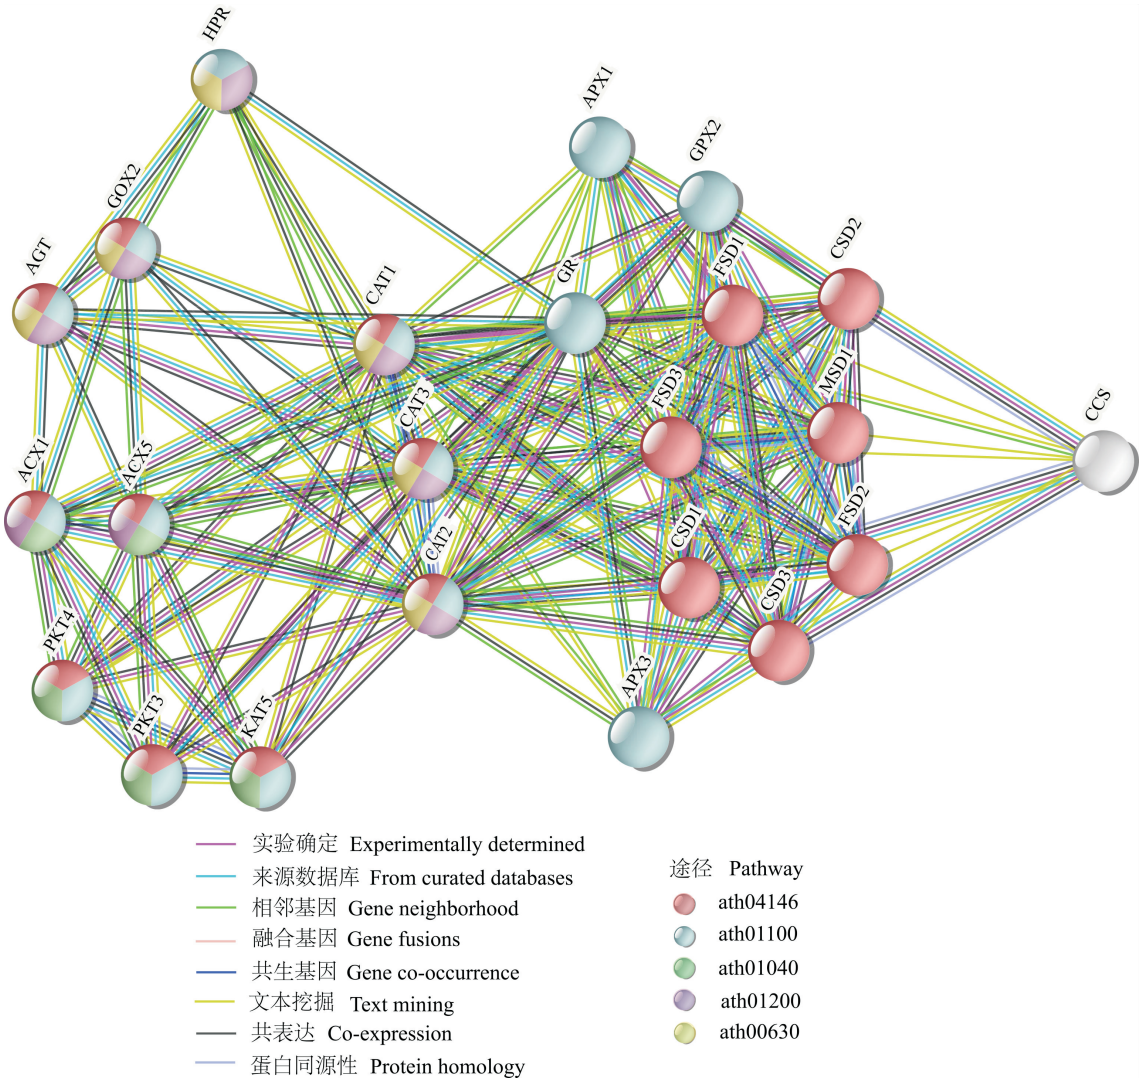 HPR
APX1
GPX2
GOX2
CSD2
FSD1
AGT
GR
CAT1
MSD1
FSD3
CAT3
CCS
ACX1
ACX5
FSD2
CSD1
CAT2
CSD3
PKT4
APX3
PKT3
KAT5
实验确定 Experimentally determined
来源数据库 From curated databases
相邻基因 Gene neighborhood
融合基因 Gene fusions
共生基因 Gene co-occurrence
文本挖掘 Text mining
共表达 Co-expression
蛋白同源性 Protein homology
途径 Pathway
ath04146
ath01100
ath01040
ath01200
ath00630